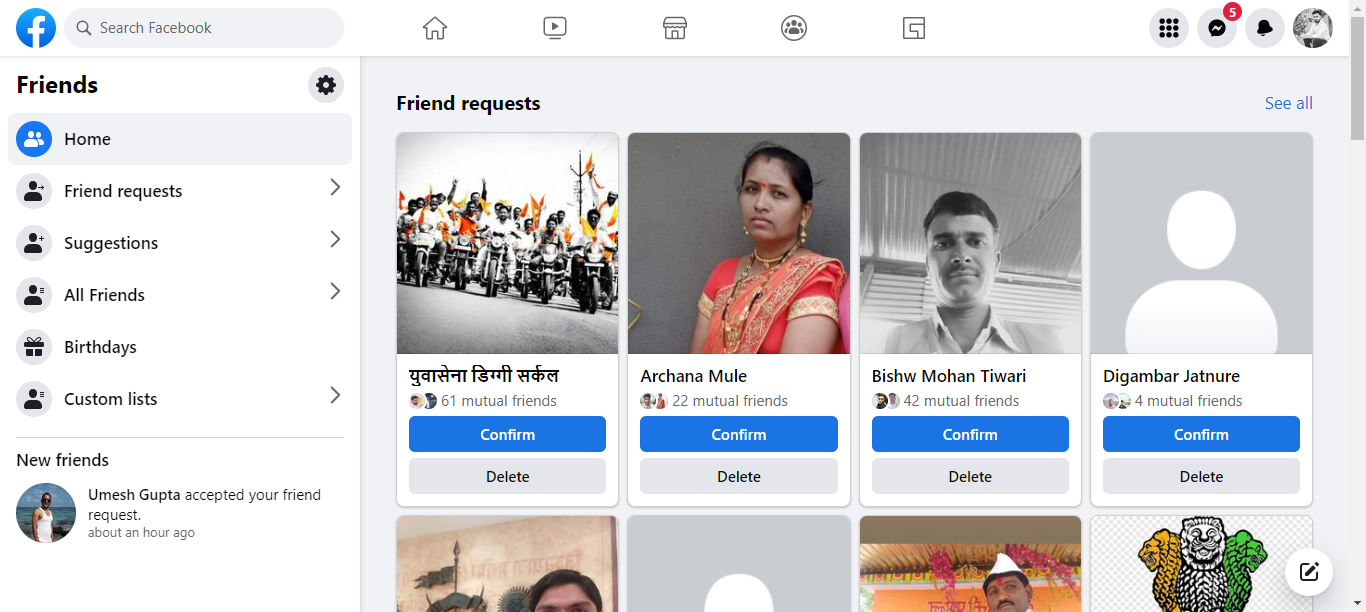 Search Facebook
5
Friends
Home
Friend requests
Suggestions
All Friends
Birthdays
Custom lists
New friends
Umesh Gupta accepted your friend
request.
about an hour ago
Friend requests
See all
युवासेना डिग्गी सर्कल
61 mutual friends
Confirm
Delete
Archana Mule
22 mutual friends
Confirm
Delete
Bishw Mohan Tiwari
42 mutual friends
Confirm
Delete
Digambar Jatnure
4 mutual friends
Confirm
Delete